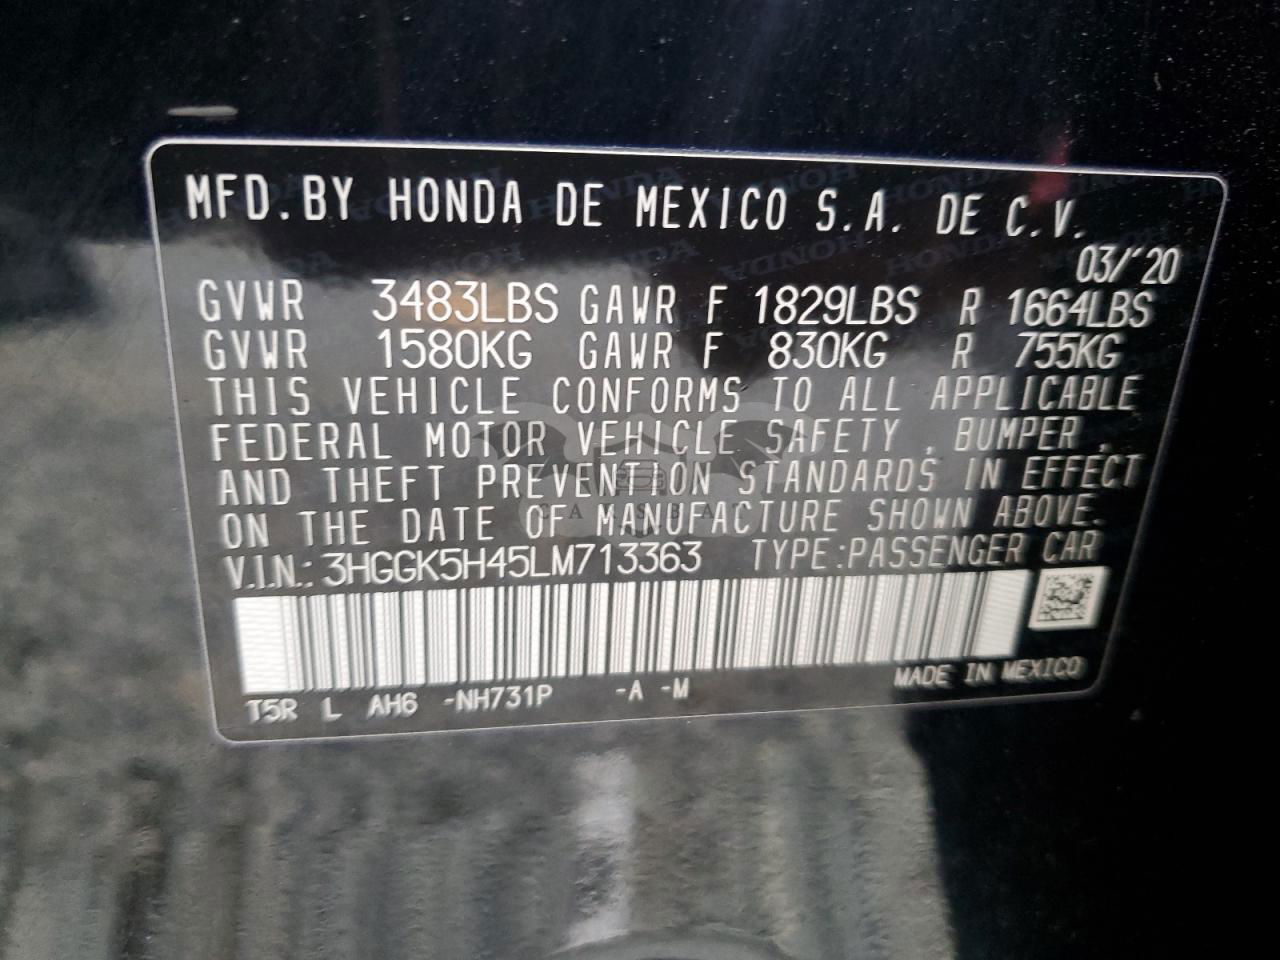 MFD.BY HONDA DE MEXICO S.A. DE C.V.
03/'20
GVWR 3483LBS GAWR F 1829LBS R 1664LBS
GVWR 1580KG GAWR F 830KG R 755KG
THIS VEHICLE CONFORMS TO ALL APPLICABLE
FEDERAL MOTOR VEHICLE SAFETY , BUMPER ,
AND THEFT PREVENTION STANDARDS IN EFFECT
ON THE DATE OF MANUFACTURE SHOWN ABOVE.
V.I.N.: 3HGGK5H45LM713363 TYPE:PASSENGER CAR
T5R L AH6 -NH731P -A -M MADE IN MEXICO